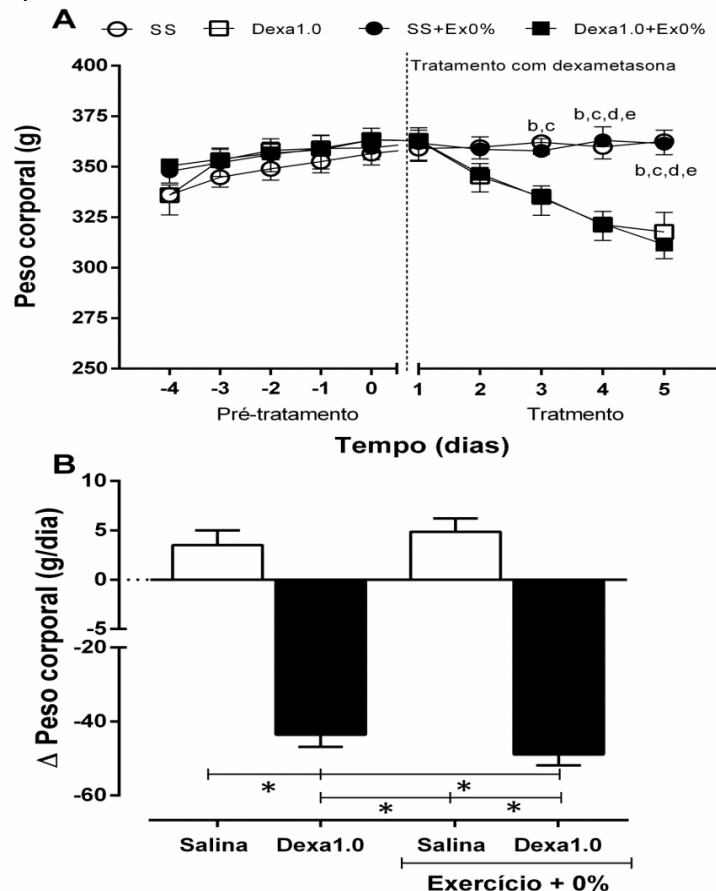 A
SS Dexa1.0 SS+Ex0% Dexa1.0+Ex0%
Tratamento com dexametasona
Peso corporal (g)
400
375
350
325
300
275
250
b,c
b,c,d,e
b,c,d,e
-4 -3 -2 -1 0 1 2 3 4 5
Pré-tratamento Tratmento
Tempo (dias)
B
Δ Peso corporal (g/dia)
10
5
0
-5
-20
-40
-60
* *
* *
Salina Dexa1.0 Salina Dexa1.0
Exercício + 0%